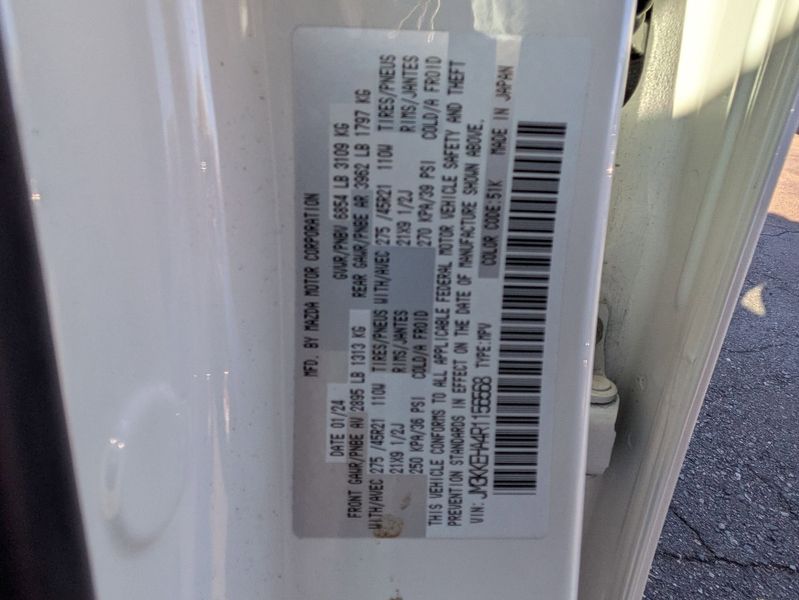 MFD. BY MAZDA MOTOR CORPORATION
DATE 01/24 GVWR/PNBV 6854 LB 3109 KG
FRONT GAWR/PNBE AV 2895 LB 1313 KG REAR GAWR/PNBE AR 3962 LB 1797 KG
WITH/AVEC 275 /45R21 110W TIRES/PNEUS WITH/AVEC 275 /45R21 110W TIRES/PNEUS
21X9 1/2J RIMS/JANTES 21X9 1/2J RIMS/JANTES
250 KPA/36 PSI COLD/A FROID 270 KPA/39 PSI COLD/A FROID
THIS VEHICLE CONFORMS TO ALL APPLICABLE FEDERAL MOTOR VEHICLE SAFETY AND THEFT
PREVENTION STANDARDS IN EFFECT ON THE DATE OF MANUFACTURE SHOWN ABOVE.
VIN: TYPE:MPV COLOR CODE:51K MADE IN JAPAN